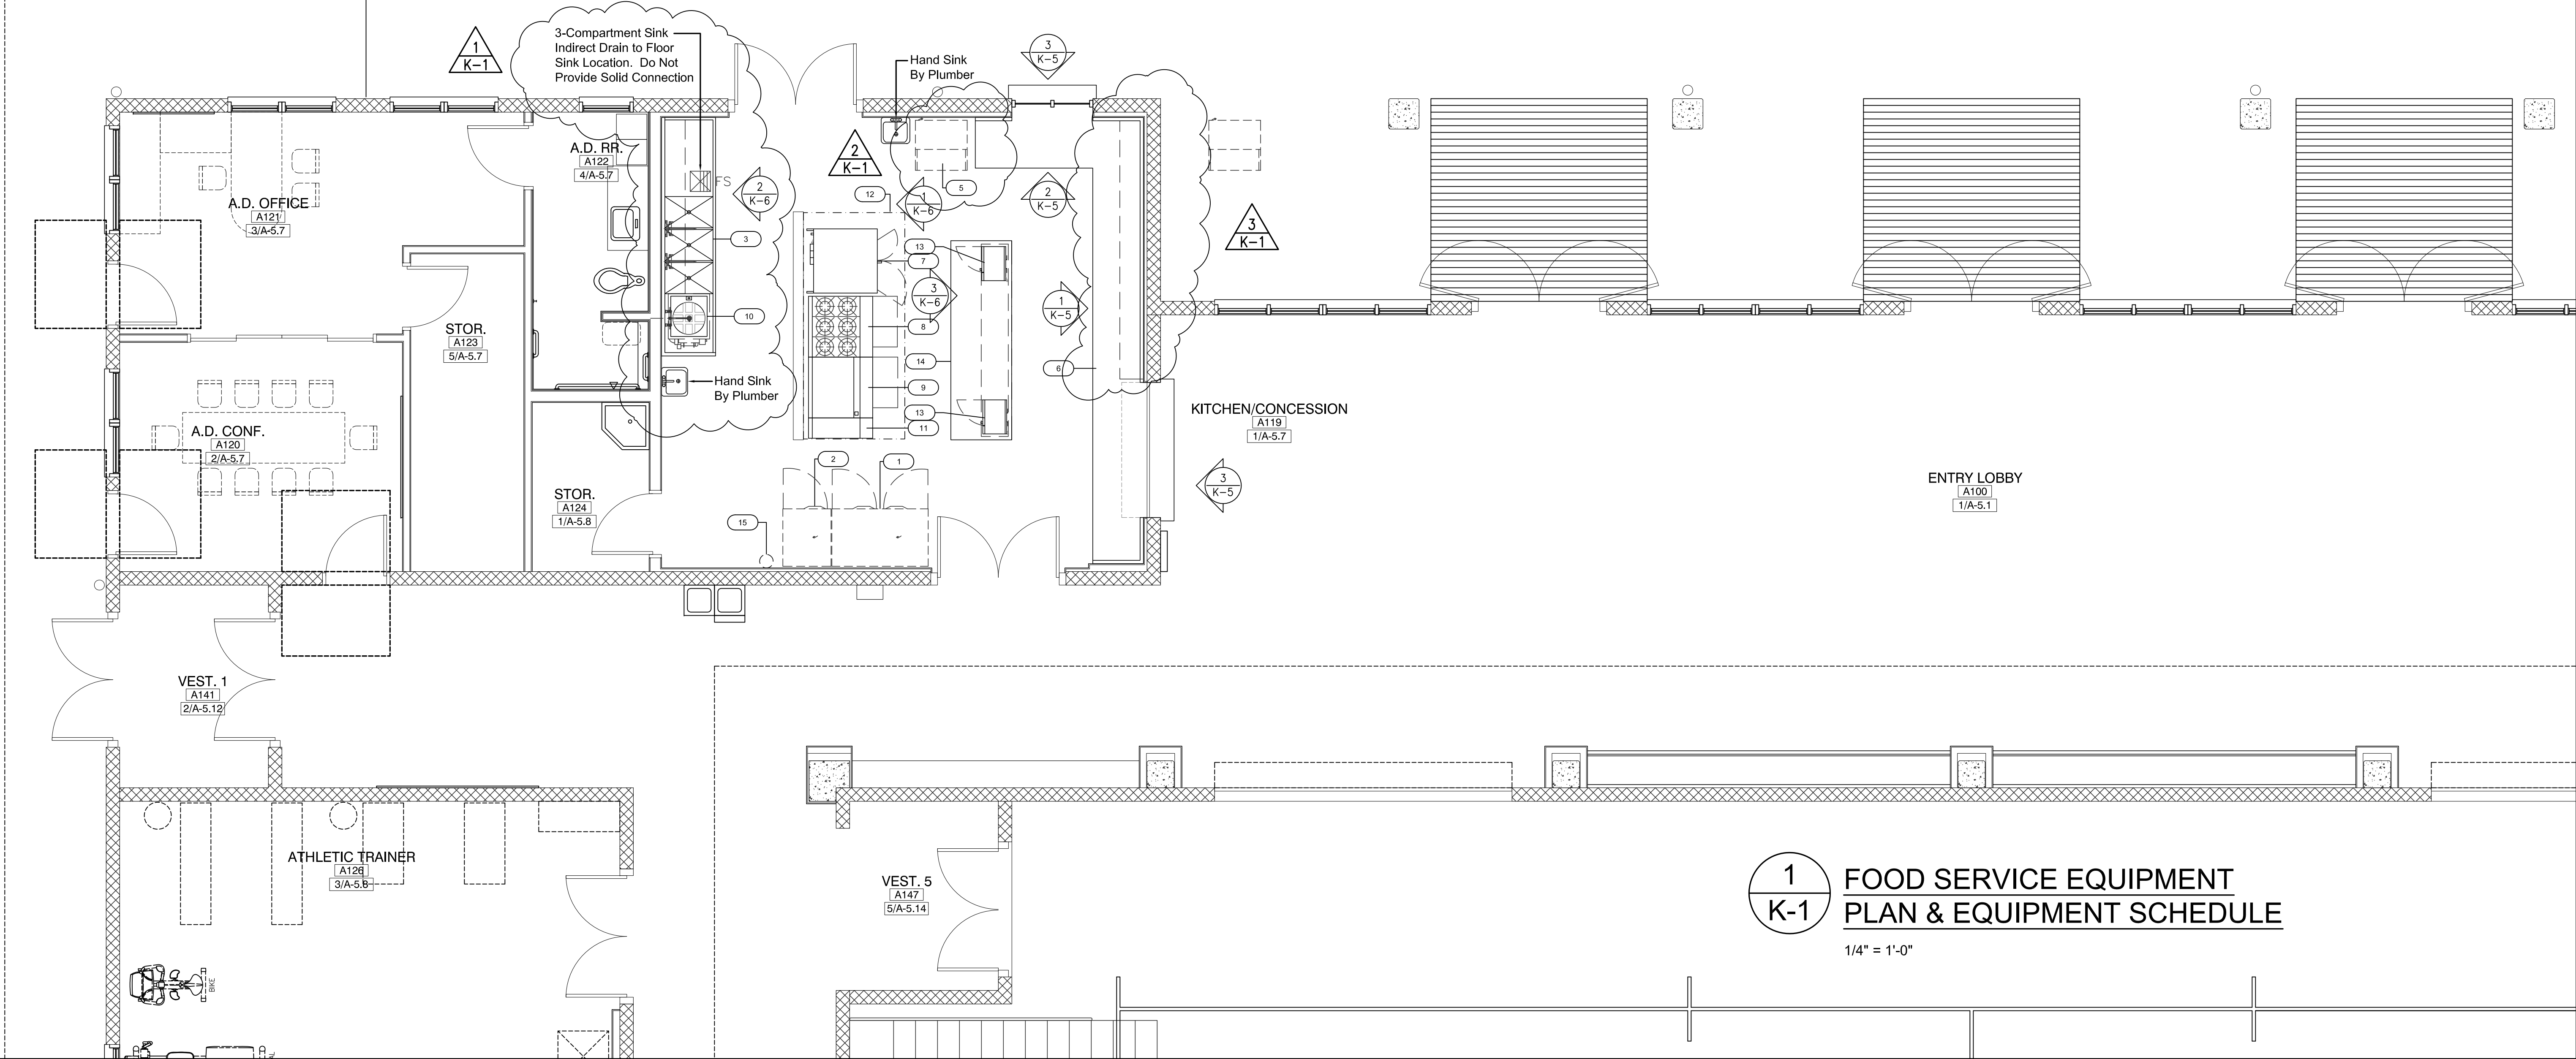 3-Compartment Sink
Indirect Drain to Floor
Sink Location. Do Not
Provide Solid Connection
1
K-1
Hand Sink
By Plumber
3
K-5
2
K-1
A.D. RR.
A122
4/A-5.7
FS
2
K-6
12
5
1
K-6
2
K-5
A.D. OFFICE
A121
3/A-5.7
3
K-1
3
13
7
3
K-6
1
K-5
10
8
STOR.
A123
5/A-5.7
14
6
9
Hand Sink
By Plumber
13
11
KITCHEN/CONCESSION
A119
1/A-5.7
A.D. CONF.
A120
2/A-5.7
2
1
3
K-5
ENTRY LOBBY
A100
1/A-5.1
STOR.
A124
1/A-5.8
15
VEST. 1
A141
2/A-5.12
ATHLETIC TRAINER
A126
3/A-5.8
VEST. 5
A147
5/A-5.14
BIKE
1
K-1
FOOD SERVICE EQUIPMENT
PLAN & EQUIPMENT SCHEDULE
1/4" = 1'-0"